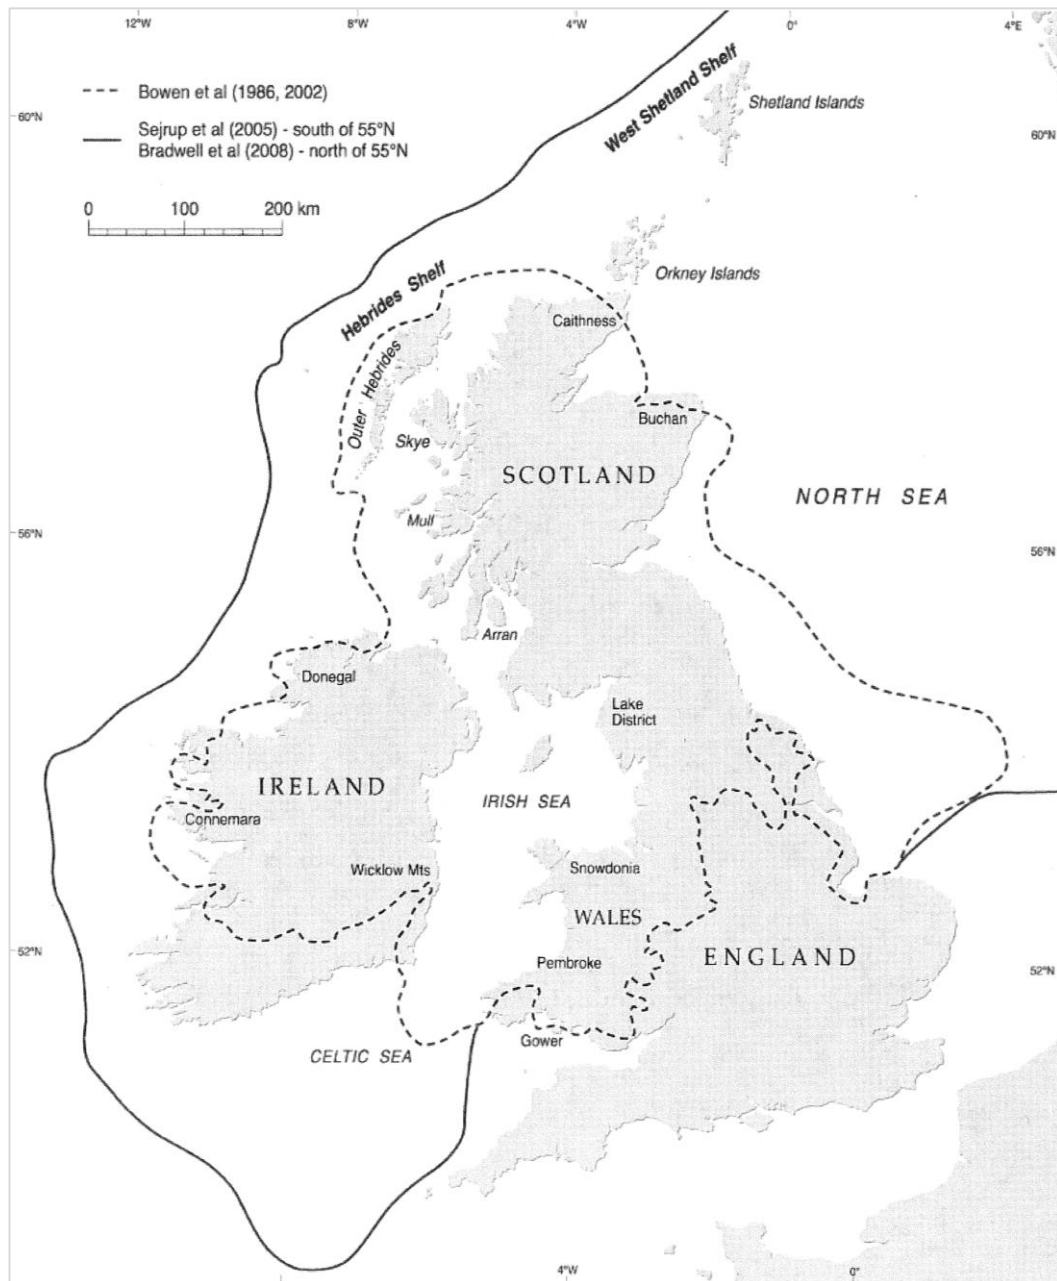 12°W
8°W
4°W
0°
4°E
Bowen et al (1986, 2002)
Sejrup et al (2005) - south of 55°N
Bradwell et al (2008) - north of 55°N
0 100 200 km
60°N
60°N
West Shetland Shelf
Shetland Islands
Orkney Islands
Hebrides Shelf
Caithness
Outer Hebrides
Buchan
Skye
SCOTLAND
NORTH SEA
Mull
56°N
56°N
Arran
Donegal
Lake
District
IRELAND
IRISH SEA
Connemara
Wicklow Mts
Snowdonia
WALES
52°N
ENGLAND
52°N
Pembroke
Gower
CELTIC SEA
4°W
0°